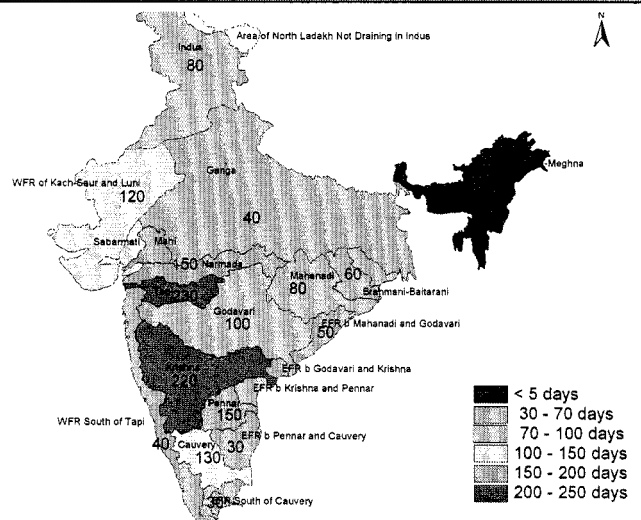 N
Area of North Ladakh Not Draining in Indus
Indus
80
Meghna
Ganga
WFR of Kach-Saur and Luni
120
40
Sabarmati
Mahi
50
Narmada
Mahanadi
60
80
Brahmani-Baitarani
230
Godavari
100
EFR b Mahanadi and Godavari
50
Krishna
220
EFR b Godavari and Krishna
EFR b Krishna and Pennar
Pennar
150
WFR South of Tapi
40
Cauvery
130
30
EFR b Pennar and Cauvery
South of Cauvery
< 5 days
30 - 70 days
70 - 100 days
100 - 150 days
150 - 200 days
200 - 250 days